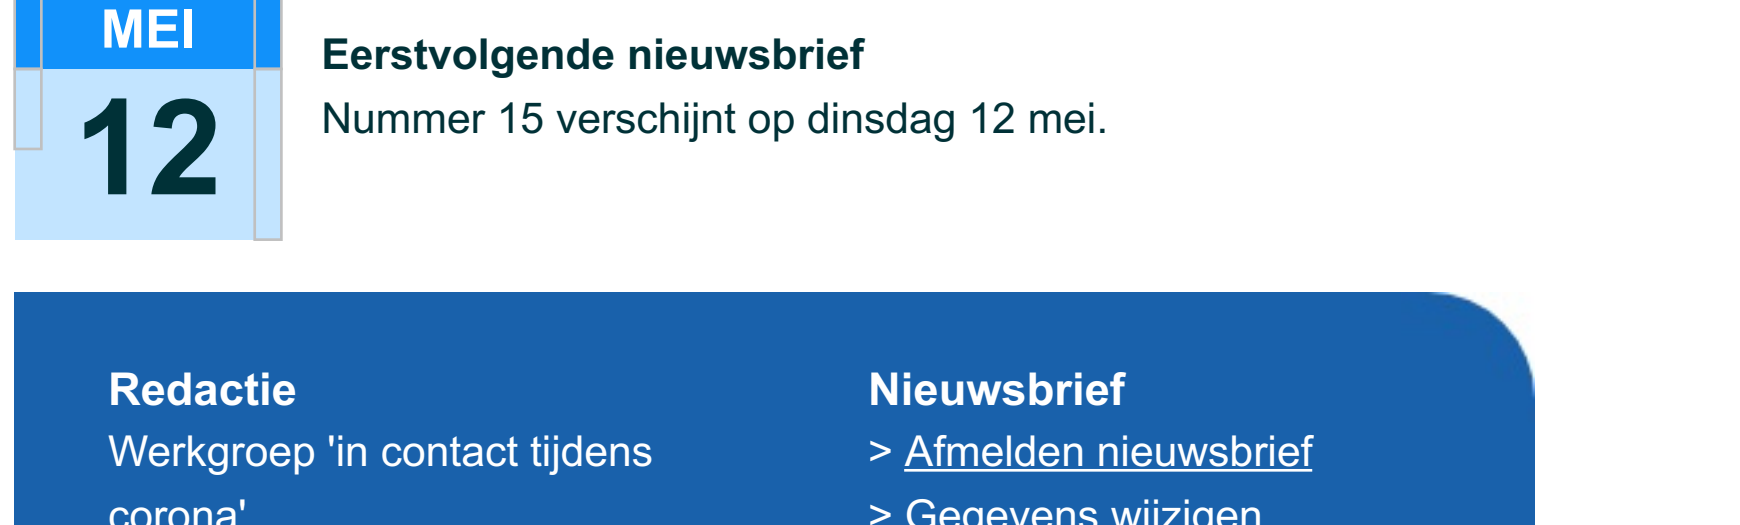 MEI
12
Eerstvolgende nieuwsbrief
Nummer 15 verschijnt op dinsdag 12 mei.
Redactie
Werkgroep 'in contact tijdens
corona'
Nieuwsbrief
> Afmelden nieuwsbrief
> Gegevens wijzigen